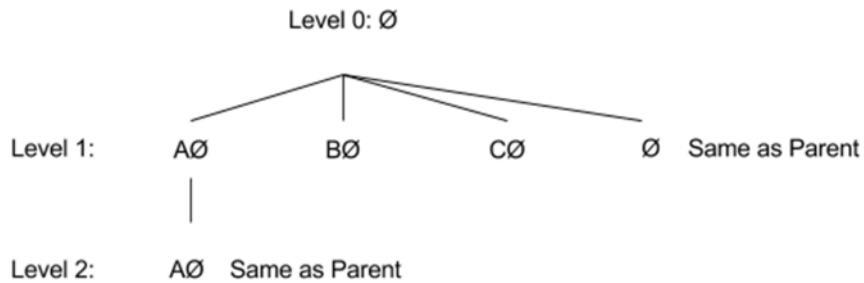 Level 0: Ø
Level 1: AØ BØ CØ Ø Same as Parent
Level 2: AØ Same as Parent